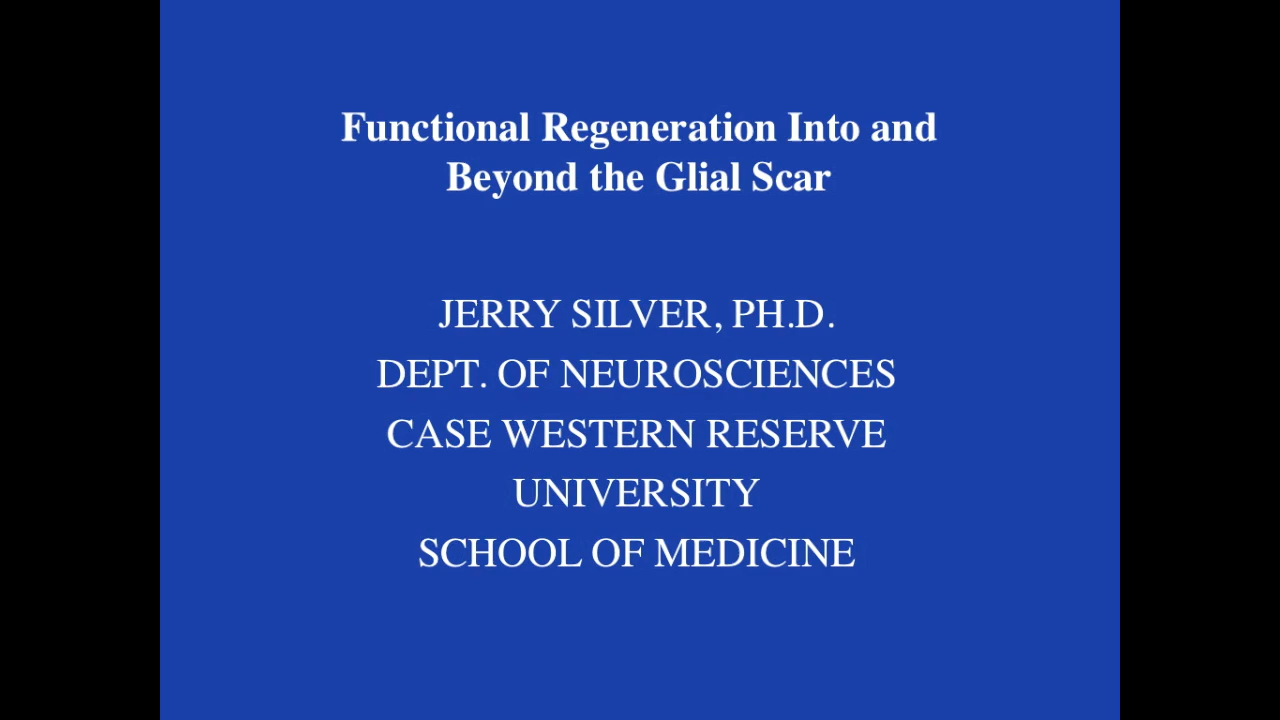 Functional Regeneration Into and
Beyond the Glial Scar
JERRY SILVER, PH.D.
DEPT. OF NEUROSCIENCES
CASE WESTERN RESERVE
UNIVERSITY
SCHOOL OF MEDICINE